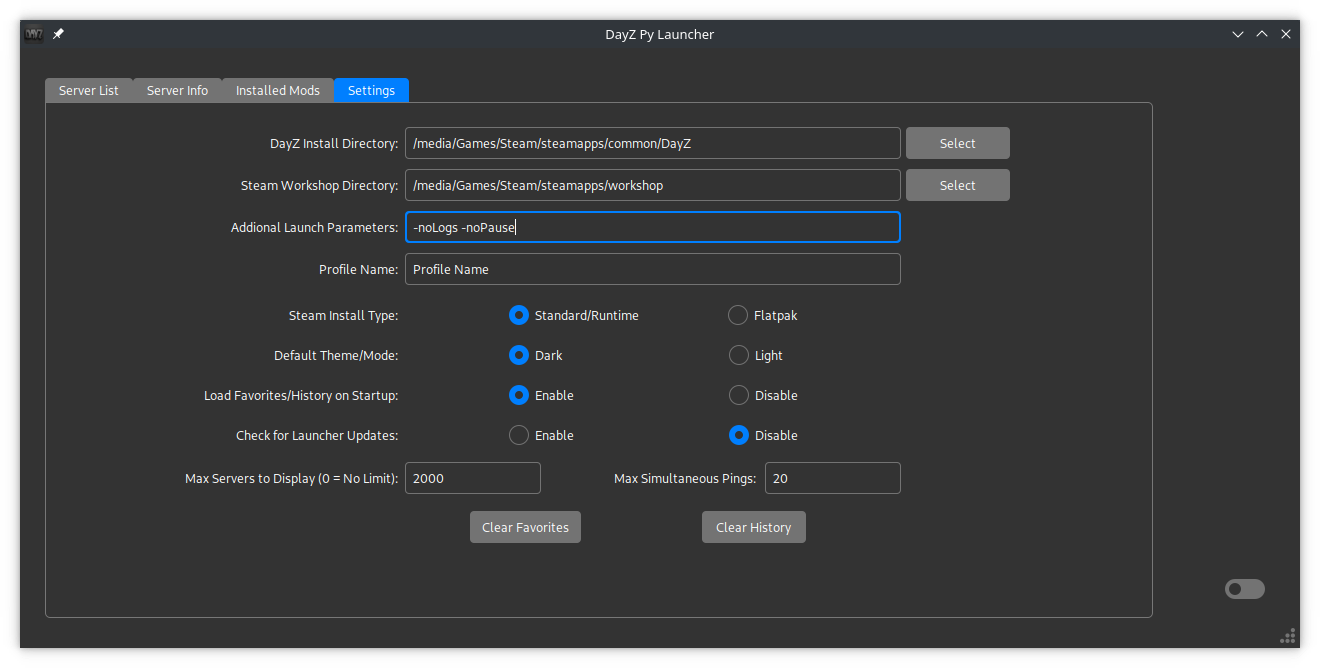 DayZ Py Launcher
Server List Server Info Installed Mods Settings
DayZ Install Directory: /media/Games/Steam/steamapps/common/DayZ Select
Steam Workshop Directory: /media/Games/Steam/steamapps/workshop Select
Addional Launch Parameters: -noLogs -noPause
Profile Name: Profile Name
Steam Install Type: Standard/Runtime Flatpak
Default Theme/Mode: Dark Light
Load Favorites/History on Startup: Enable Disable
Check for Launcher Updates: Enable Disable
Max Servers to Display (0 = No Limit): 2000 Max Simultaneous Pings: 20
Clear Favorites Clear History